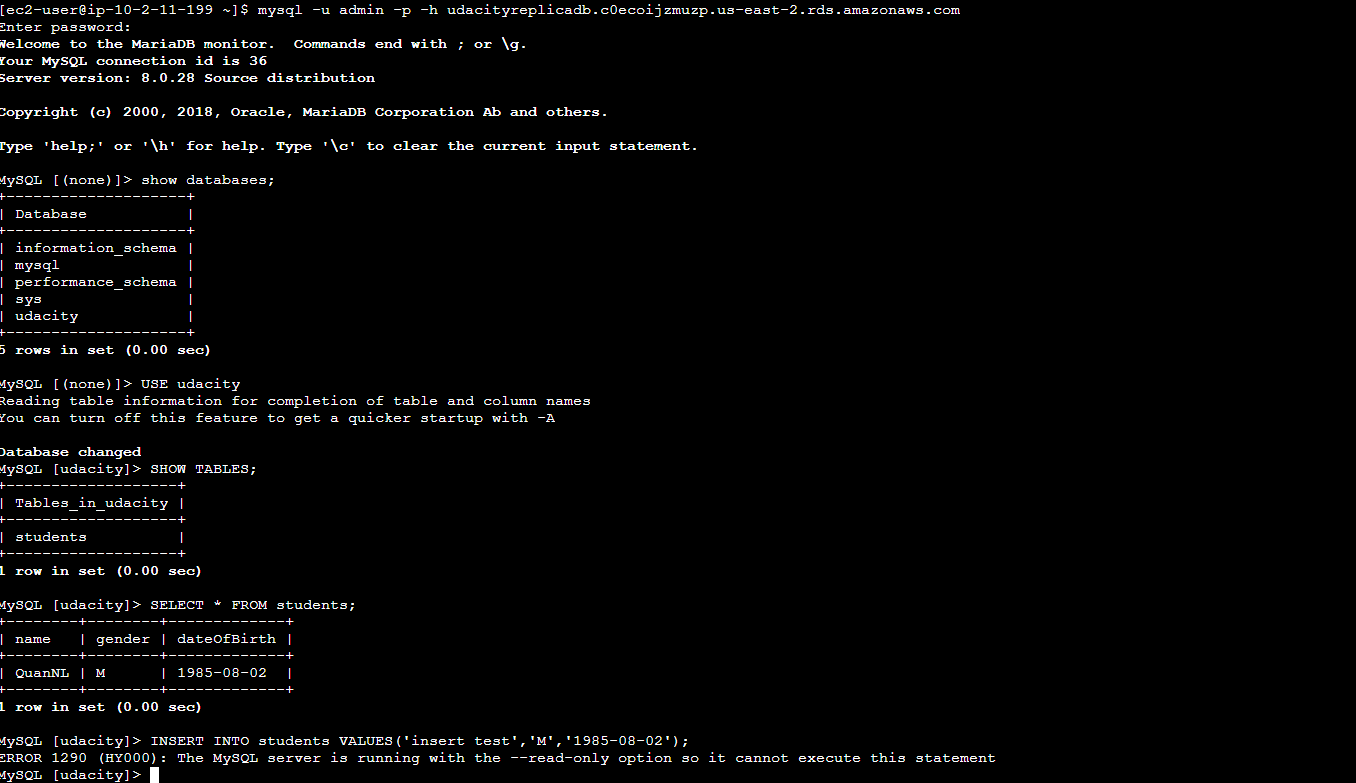 [ec2-user@ip-10-2-11-199 ~]$ mysql -u admin -p -h udacityreplicadb.c0ecoijzmuzp.us-east-2.rds.amazonaws.com
Enter password:
Welcome to the MariaDB monitor.  Commands end with ; or \g.
Your MySQL connection id is 36
Server version: 8.0.28 Source distribution

Copyright (c) 2000, 2018, Oracle, MariaDB Corporation Ab and others.

Type 'help;' or '\h' for help. Type '\c' to clear the current input statement.

MySQL [(none)]> show databases;
+--------------------+
| Database           |
+--------------------+
| information_schema |
| mysql              |
| performance_schema |
| sys                |
| udacity            |
+--------------------+
5 rows in set (0.00 sec)

MySQL [(none)]> USE udacity
Reading table information for completion of table and column names
You can turn off this feature to get a quicker startup with -A

Database changed
MySQL [udacity]> SHOW TABLES;
+-------------------+
| Tables_in_udacity |
+-------------------+
| students          |
+-------------------+
1 row in set (0.00 sec)

MySQL [udacity]> SELECT * FROM students;
+--------+--------+-------------+
| name   | gender | dateOfBirth |
+--------+--------+-------------+
| QuanNL | M      | 1985-08-02  |
+--------+--------+-------------+
1 row in set (0.00 sec)

MySQL [udacity]> INSERT INTO students VALUES('insert test','M','1985-08-02');
ERROR 1290 (HY000): The MySQL server is running with the --read-only option so it cannot execute this statement
MySQL [udacity]>